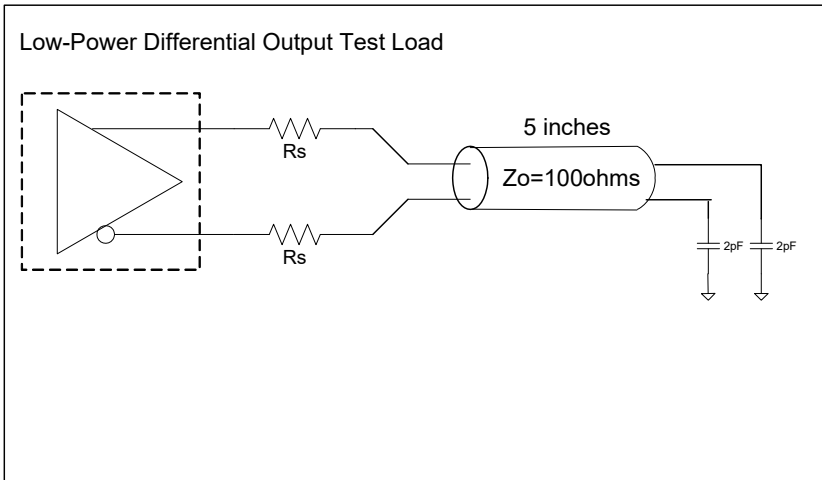 Low-Power Differential Output Test Load
Rs
5 inches
Zo=100ohms
Rs
2pF 2pF